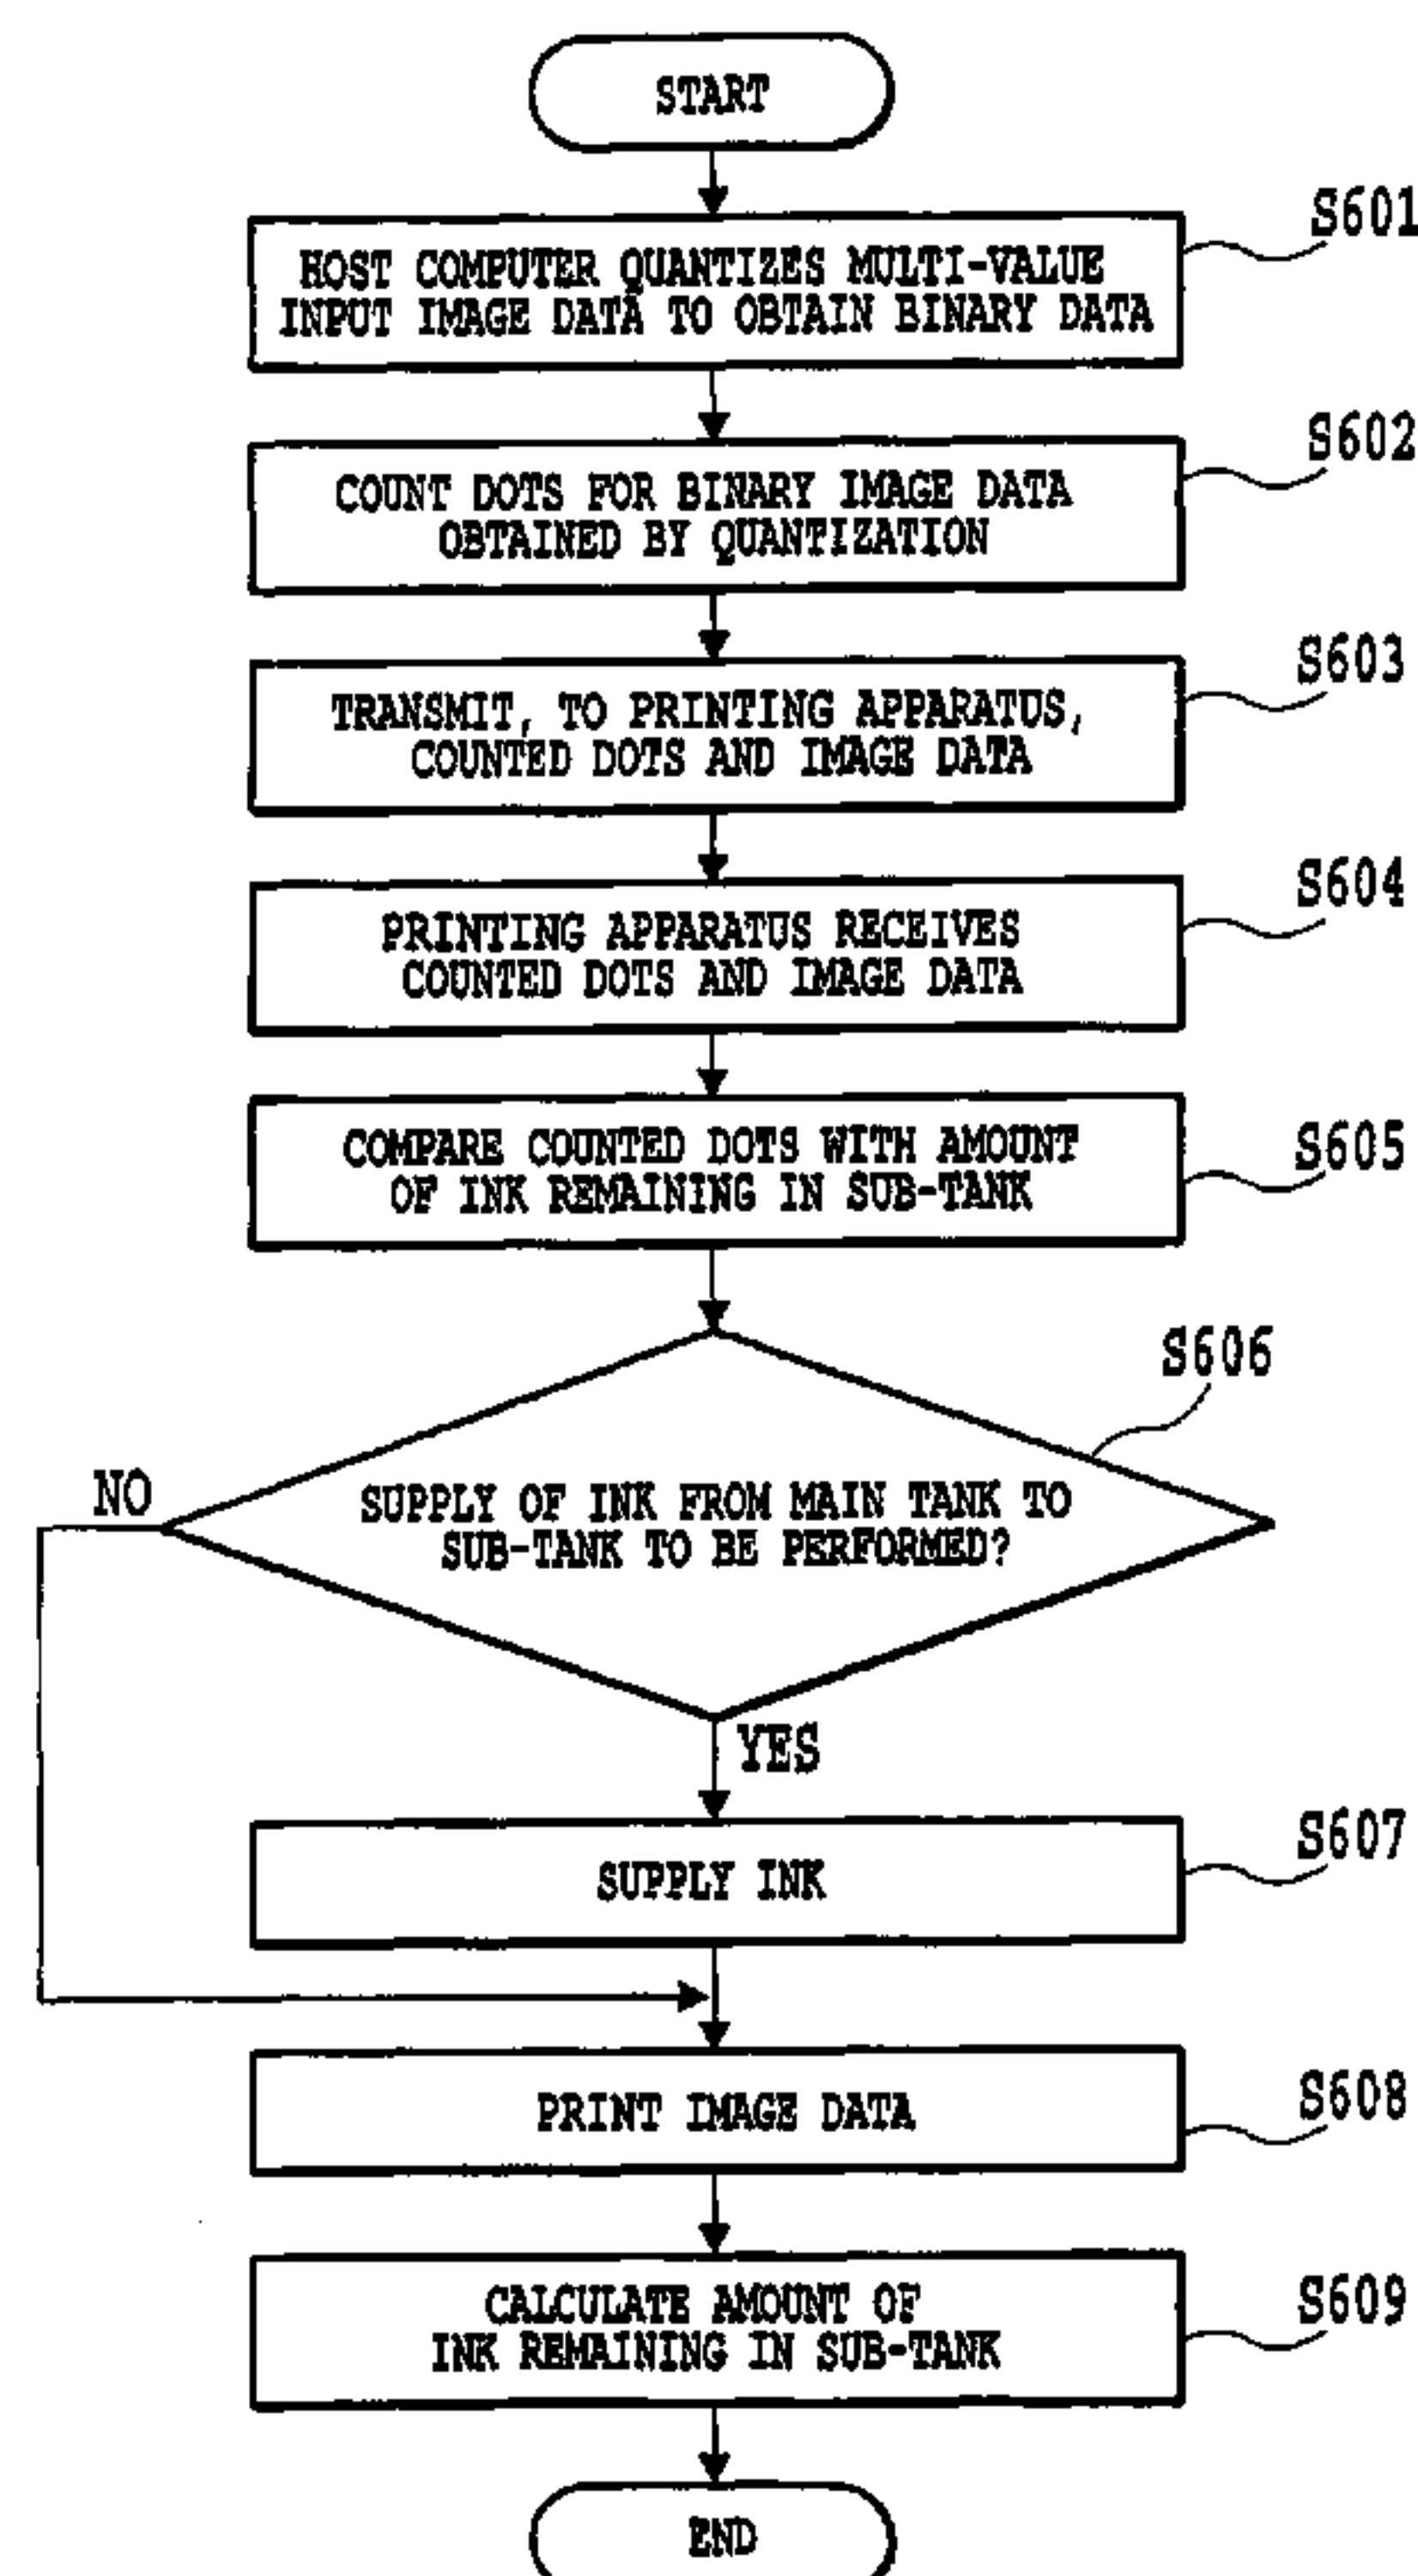 START
S601
HOST COMPUTER QUANTIZES MULTI-VALUE
INPUT IMAGE DATA TO OBTAIN BINARY DATA
S602
COUNT DOTS FOR BINARY IMAGE DATA
OBTAINED BY QUANTIZATION
S603
TRANSMIT, TO PRINTING APPARATUS,
COUNTED DOTS AND IMAGE DATA
S604
PRINTING APPARATUS RECEIVES
COUNTED DOTS AND IMAGE DATA
S605
COMPARE COUNTED DOTS WITH AMOUNT
OF INK REMAINING IN SUB-TANK
S606
NO
SUPPLY OF INK FROM MAIN TANK TO
SUB-TANK TO BE PERFORMED?
YES
S607
SUPPLY INK
S608
PRINT IMAGE DATA
S609
CALCULATE AMOUNT OF
INK REMAINING IN SUB-TANK
END